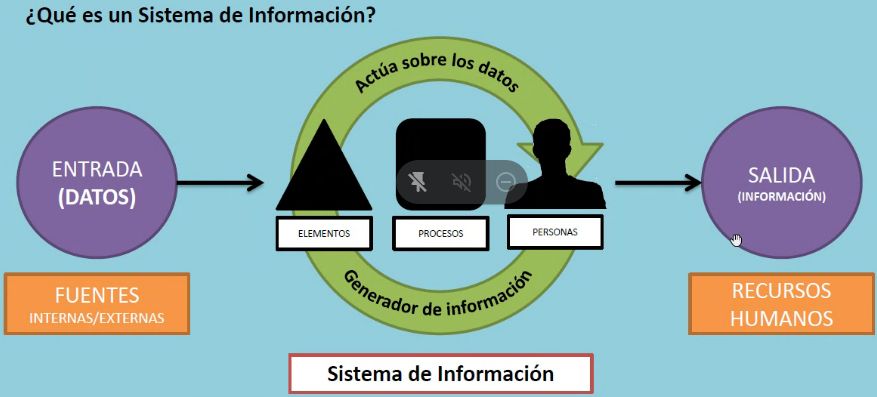 ¿Qué es un Sistema de Información?
Actúa sobre los datos
ENTRADA
(DATOS)
SALIDA
(INFORMACIÓN)
ELEMENTOS
PROCESOS
PERSONAS
Generador de información
FUENTES
INTERNAS/EXTERNAS
RECURSOS
HUMANOS
Sistema de Información